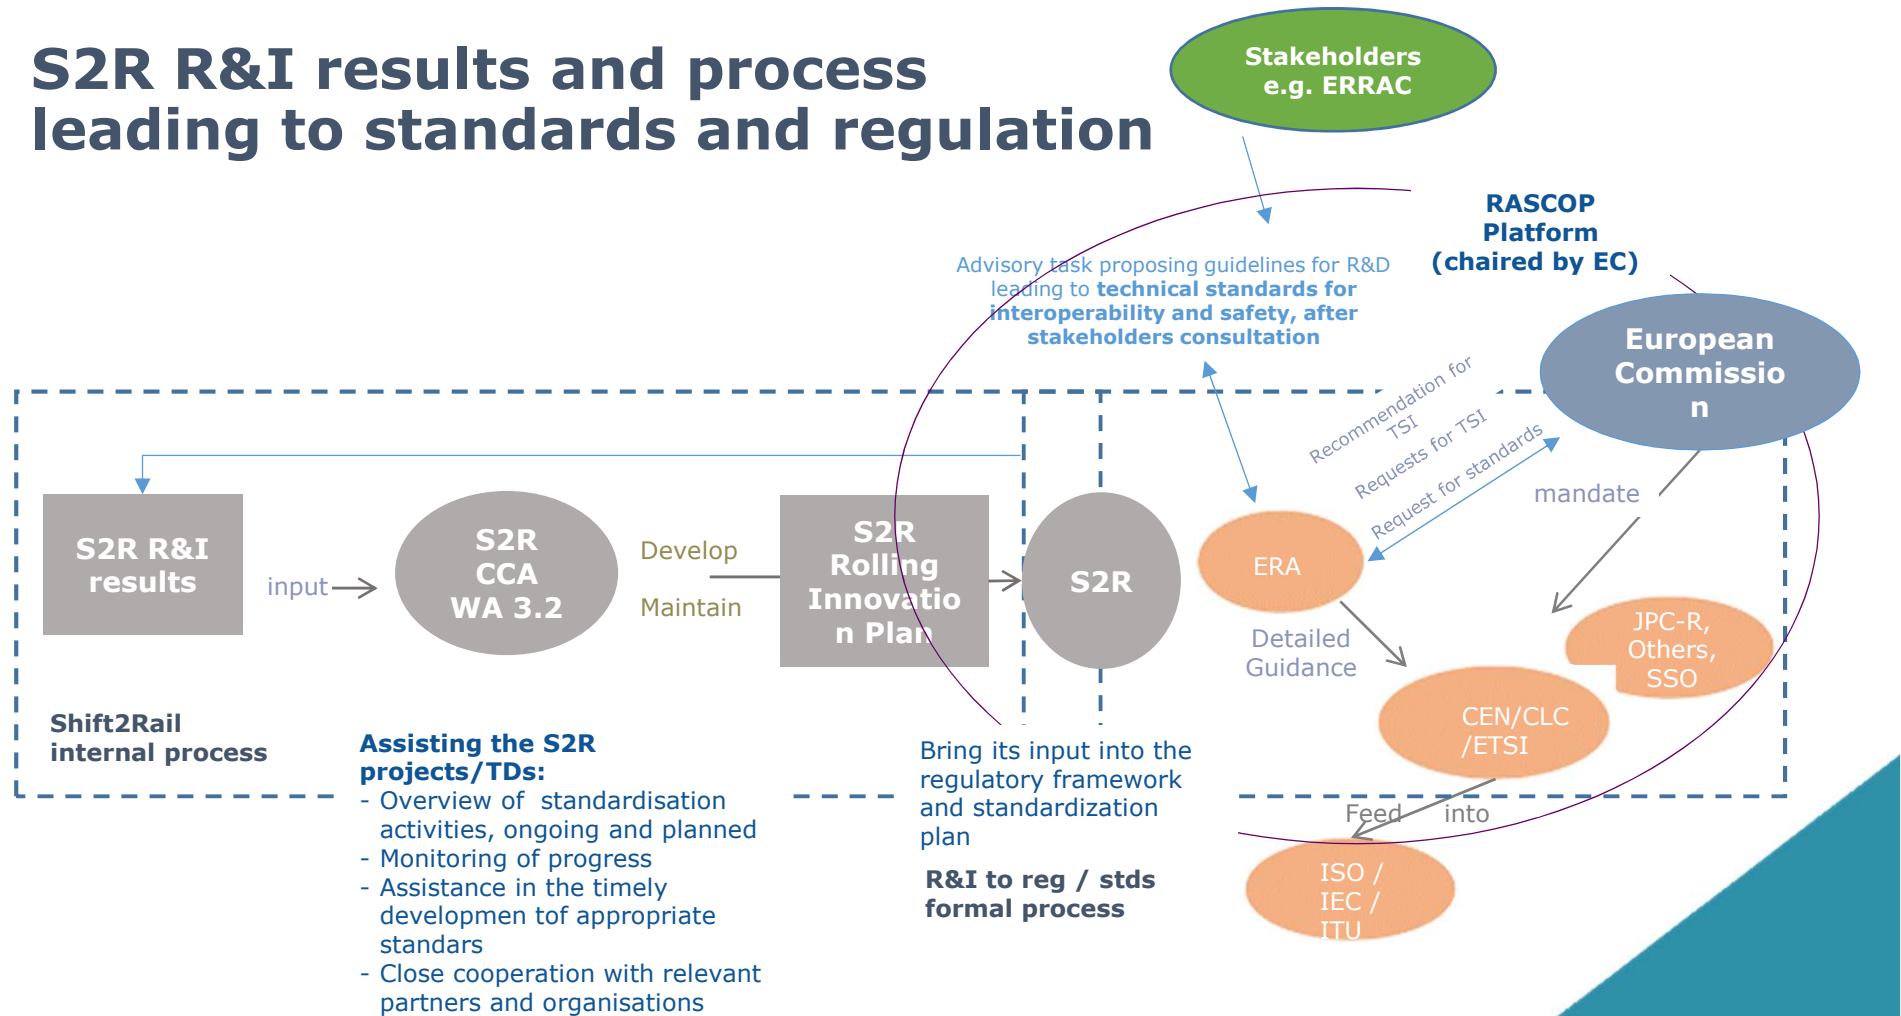 S2R R&I results and process
leading to standards and regulation
Stakeholders
e.g. ERRAC
RASCOP
Platform
(chaired by EC)
Advisory task proposing guidelines for R&D
leading to technical standards for
interoperability and safety, after
stakeholders consultation
European
Commissio
n
Recommendation for
TSI
Requests for TSI
Request for standards
mandate
S2R R&I
results
input
S2R
CCA
WA 3.2
Develop
Maintain
S2R
Rolling
Innovatio
n Plan
S2R
ERA
Detailed
Guidance
JPC-R,
Others,
SSO
CEN/CLC
/ETSI
Feed into
ISO /
IEC /
ITU
Shift2Rail
internal process
Assisting the S2R
projects/TDs:
- Overview of standardisation
activities, ongoing and planned
- Monitoring of progress
- Assistance in the timely
developmen tof appropriate
standars
- Close cooperation with relevant
partners and organisations
Bring its input into the
regulatory framework
and standardization
plan
R&I to reg / stds
formal process